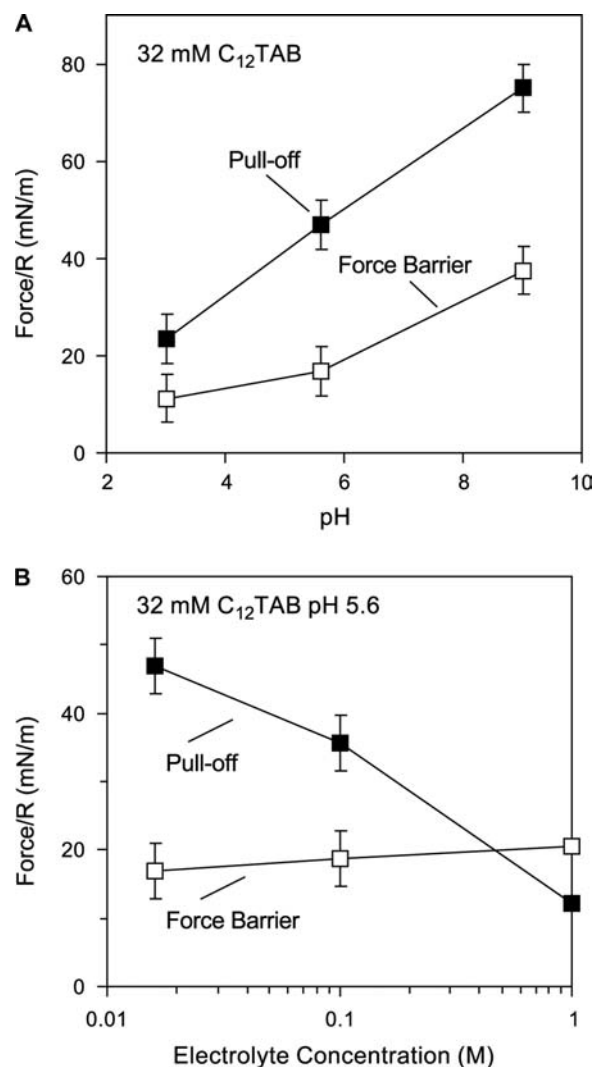 A
32 mM C₁₂TAB
80
60
40
20
0
Force/R (mN/m)
Pull-off
Force Barrier
2 4 6 8 10
pH
B
60
32 mM C₁₂TAB pH 5.6
40
20
0
Force/R (mN/m)
Pull-off
Force Barrier
0.01 0.1 1
Electrolyte Concentration (M)